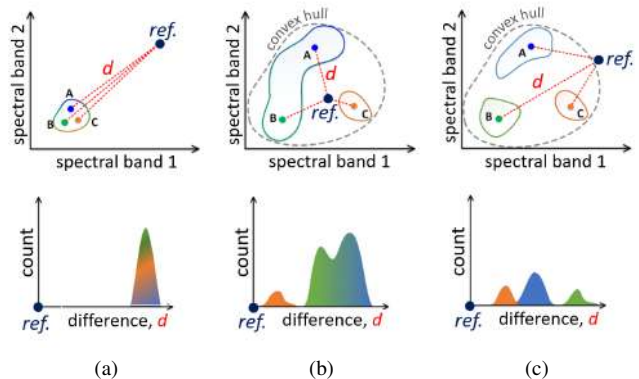 spectral band 2
ref.
d
A
B
C
spectral band 1
spectral band 2
convex hull
A
d
ref.
B
C
spectral band 1
spectral band 2
convex hull
A
ref.
d
B
C
spectral band 1
count
ref.
difference, d
count
ref.
difference, d
count
ref.
difference, d
(a)
(b)
(c)